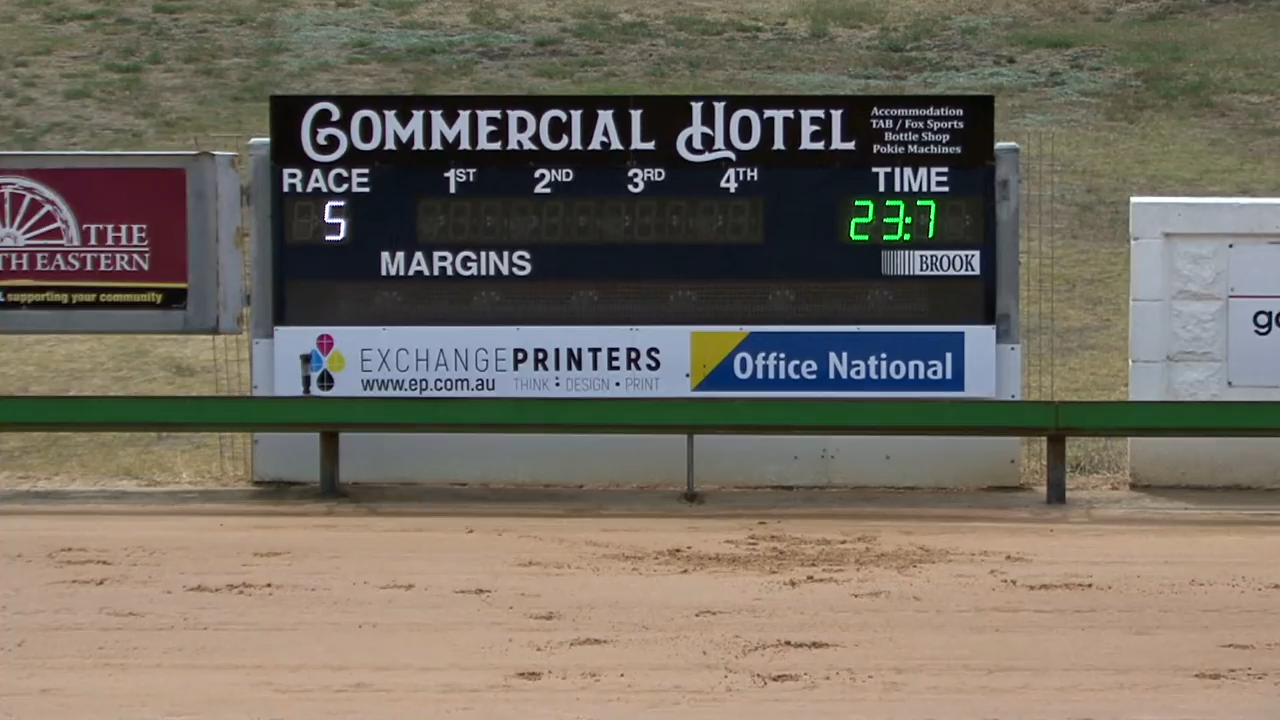 COMMERCIAL HOTEL
Accommodation
TAB / Fox Sports
Bottle Shop
Pokie Machines
RACE 1ST 2ND 3RD 4TH TIME
5 23:7
MARGINS
BROOK
THE
TH EASTERN
supporting your community
EXCHANGEPRINTERS
www.ep.com.au THINK : DESIGN • PRINT
Office National
go